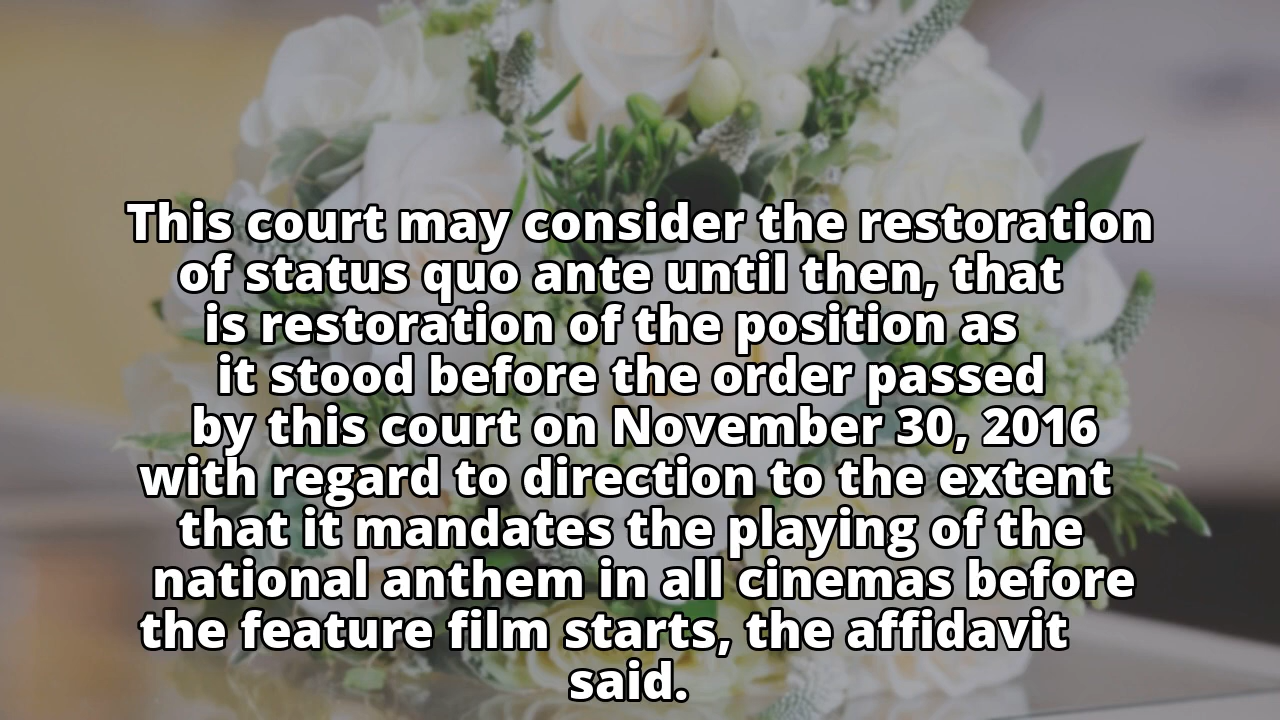 This court may consider the restoration
of status quo ante until then, that
is restoration of the position as
it stood before the order passed
by this court on November 30, 2016
with regard to direction to the extent
that it mandates the playing of the
national anthem in all cinemas before
the feature film starts, the affidavit
said.